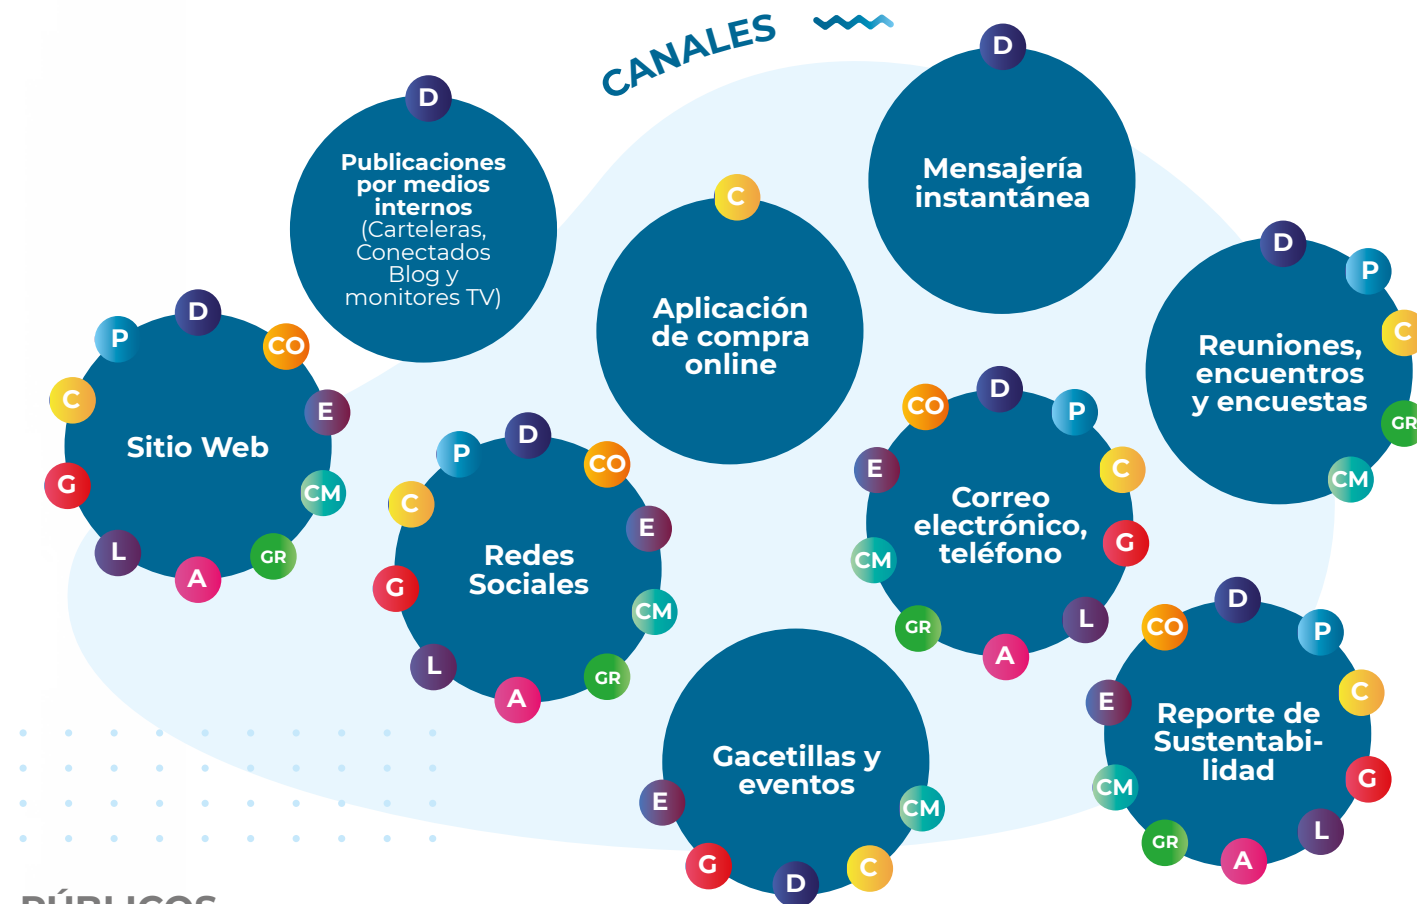 CANALES
D
Publicaciones
por medios
internos
(Carteleras,
Conectados
Blog y
monitores TV)
C
Aplicación
de compra
online
D
Mensajería
instantánea
D
P
C
GR
CM
Reuniones,
encuentros
y encuestas
P
D
CO
C
E
G
CM
L
A
GR
Sitio Web
P
D
CO
C
E
G
CM
L
A
GR
Redes
Sociales
CO
D
P
E
C
CM
G
GR
A
L
Correo
electrónico,
teléfono
E
G
D
C
CM
Gacetillas y
eventos
CO
D
P
E
C
CM
G
GR
A
L
Reporte de
Sustentabi-
lidad
PÚBLICOS